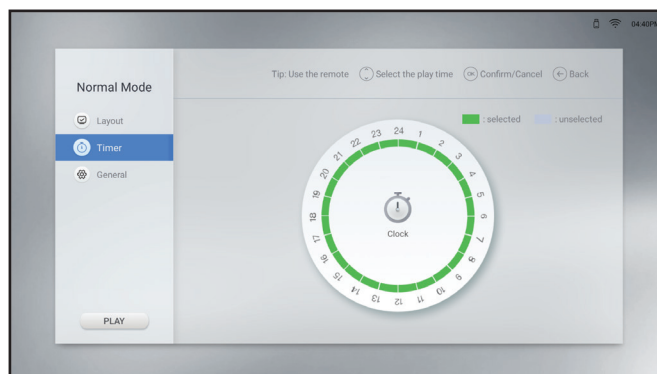 04:40PM
Normal Mode
Tip: Use the remote Select the play time OK Confirm/Cancel Back
Layout
Timer
General
PLAY
: selected : unselected
24
1
2
3
4
5
6
7
8
9
10
11
12
13
14
15
16
17
18
19
20
21
22
23
Clock